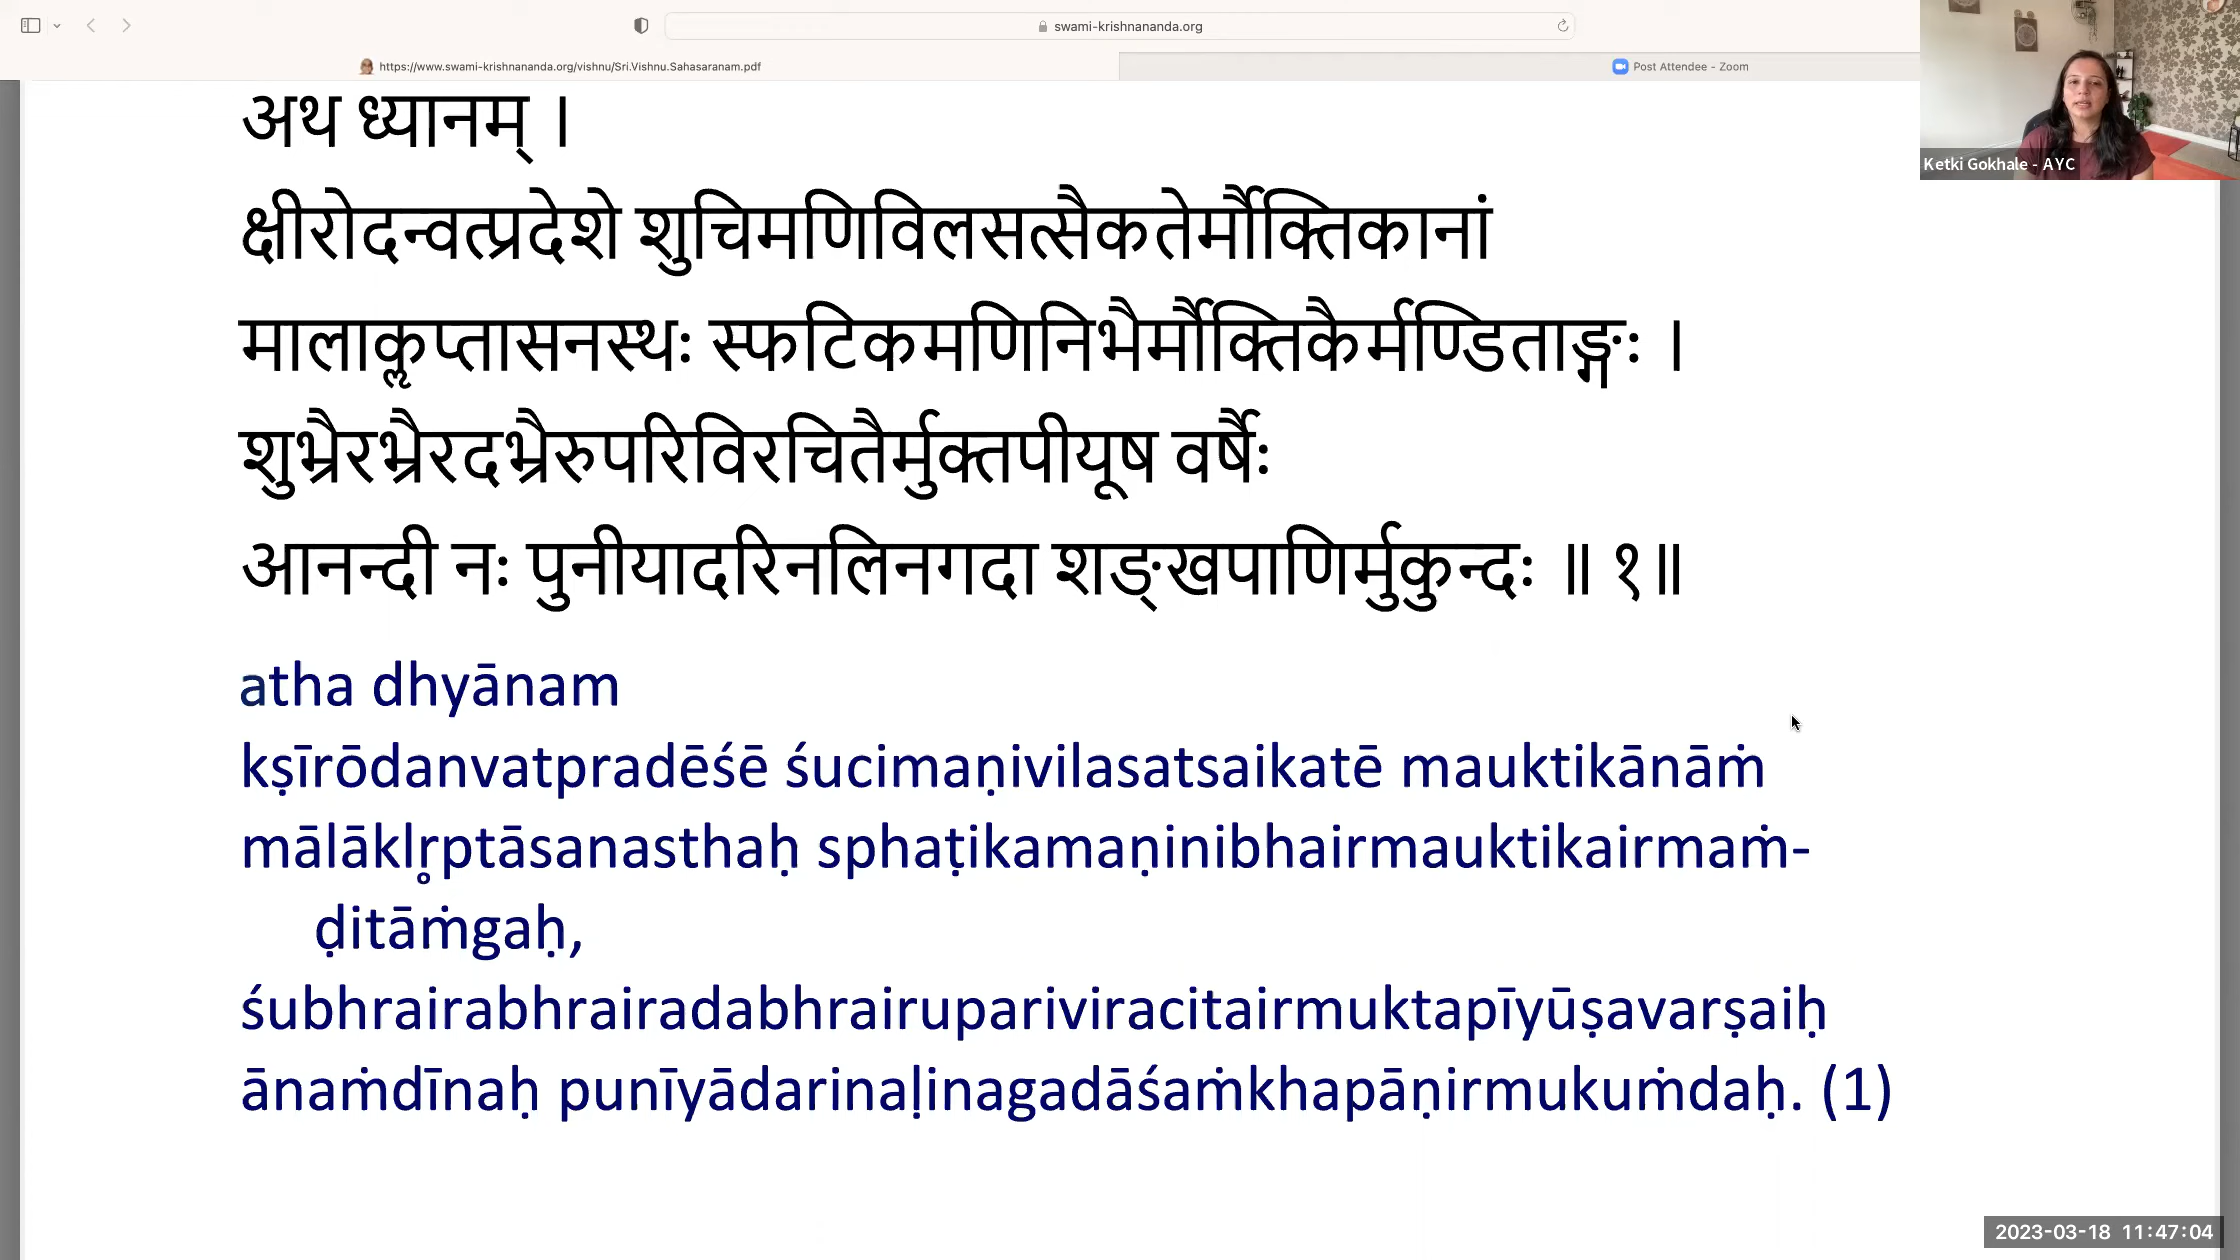 swami-krishnananda.org
https://www.swami-krishnananda.org/vishnu/Sri.Vishnu.Sahasaranam.pdf
Post Attendee - Zoom
Ketki Gokhale - AYC
अथ ध्यानम् ।
क्षीरोदन्वत्प्रदेशे शुचिमणिविलसत्सैकतेर्मौक्तिकानां
मालाक्लृप्तासनस्थः स्फटिकमणिनिभैर्मौक्तिकैर्मण्डिताङ्गः ।
शुभ्रैरभ्रैरदभ्रैरुपरिविरचितैर्मुक्तपीयूष वर्षैः
आनन्दी नः पुनीयादरिनलिनगदा शङ्खपाणिर्मुकुन्दः ॥ १॥
atha dhyānam
kṣīrōdanvatpradēśē śucimaṇivilasatsaikatē mauktikānāṁ
mālāklr̥ptāsanasthaḥ sphaṭikamaṇinibhairmauktikairmaṁ-
ḍitāṁgaḥ,
śubhrairabhrairadabhrairupariviracitairmuktapīyūṣavarṣaiḥ
ānaṁdīnaḥ punīyādarinaḷinagadāśaṁkhapāṇirmukuṁdaḥ. (1)
2023-03-18 11:47:04